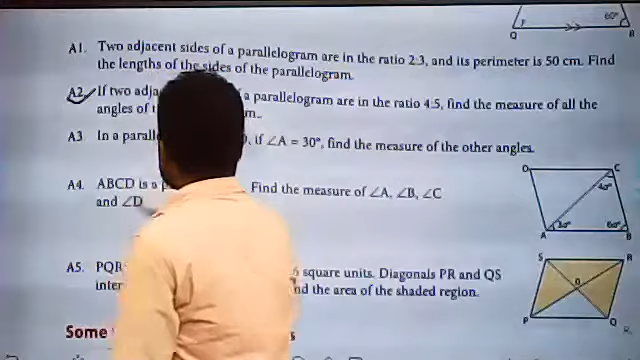 60°
Q
R
A1. Two adjacent sides of a parallelogram are in the ratio 2:3, and its perimeter is 50 cm. Find
the lengths of the sides of the parallelogram.
A2. If two adja a parallelogram are in the ratio 4:5, find the measure of all the
angles of t m.
A3. In a parall , if ∠A = 30°, find the measure of the other angles.
A4. ABCD is a p Find the measure of ∠A, ∠B, ∠C
and ∠D
D C
A B
A5. PQR square units. Diagonals PR and QS
inter nd the area of the shaded region.
S R
O
P Q
Some